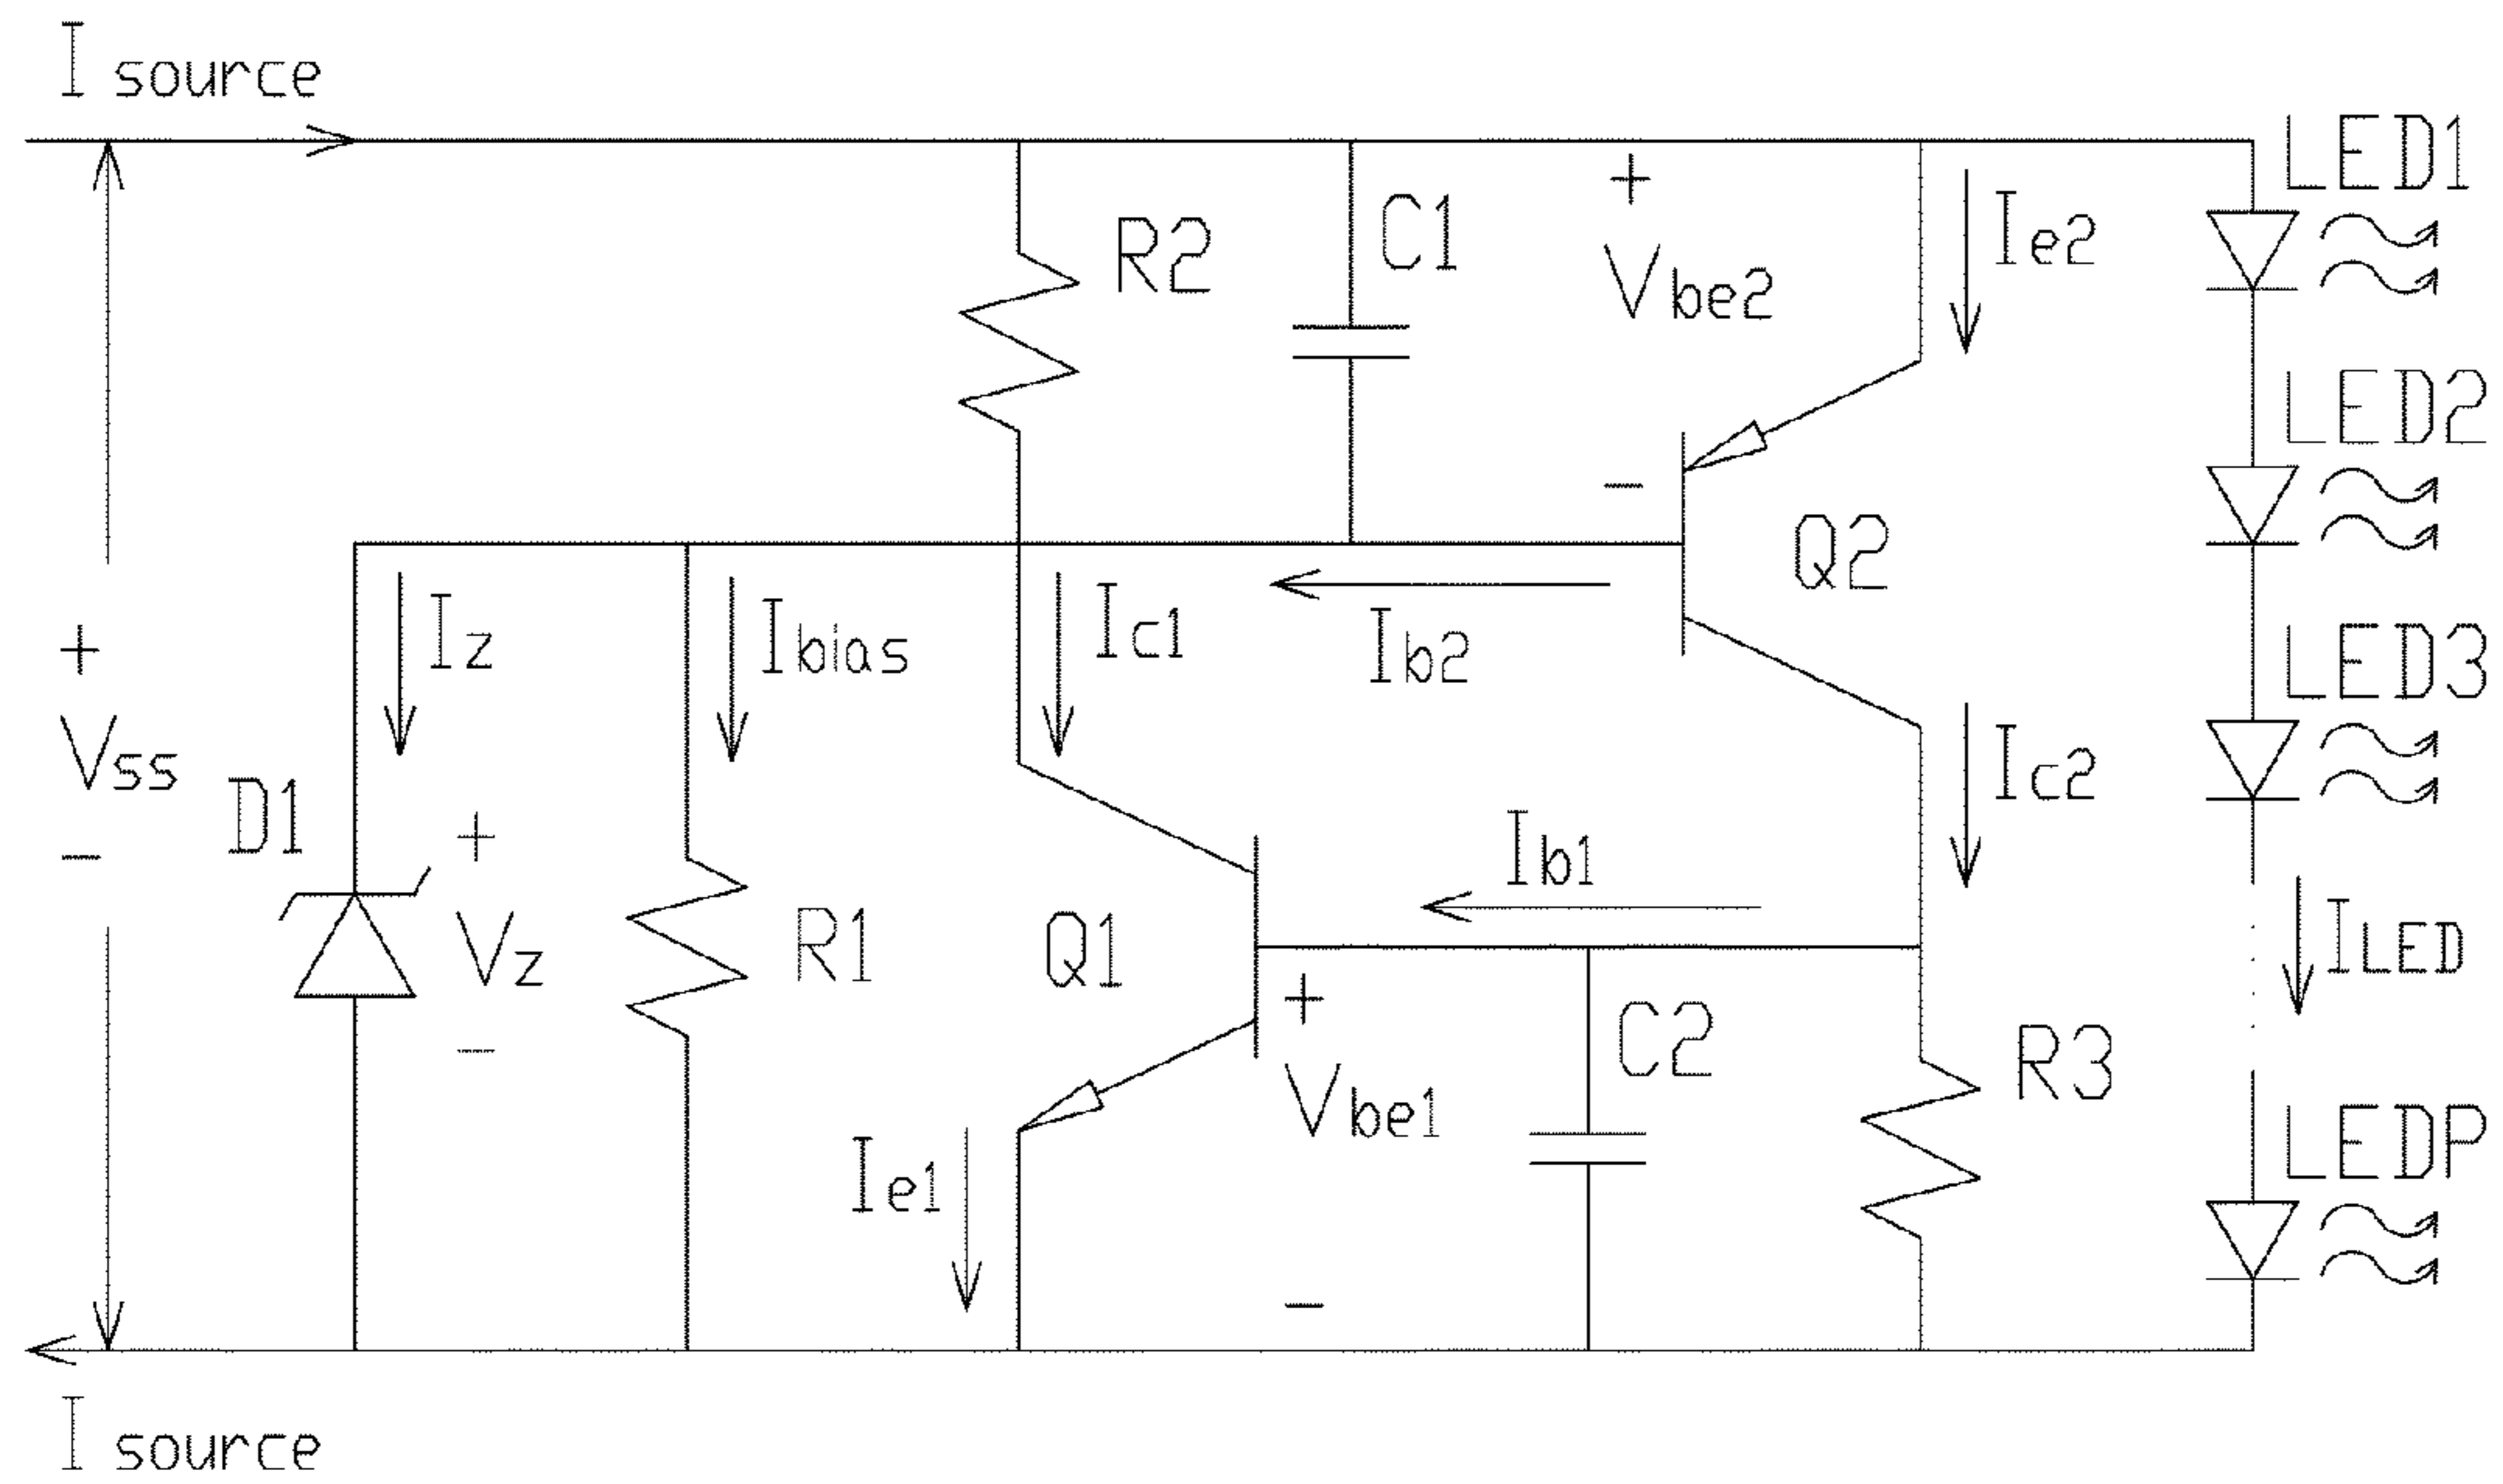 I source
LED1
R2
C1
+
Vbe2
-
Ie2
LED2
Q2
Iz
Ibias
Ic1
Ib2
LED3
+
Vss
-
D1
+
Vz
-
R1
Q1
Ib1
Ic2
ILED
+
Vbe1
-
C2
R3
Ie1
LEDP
I source